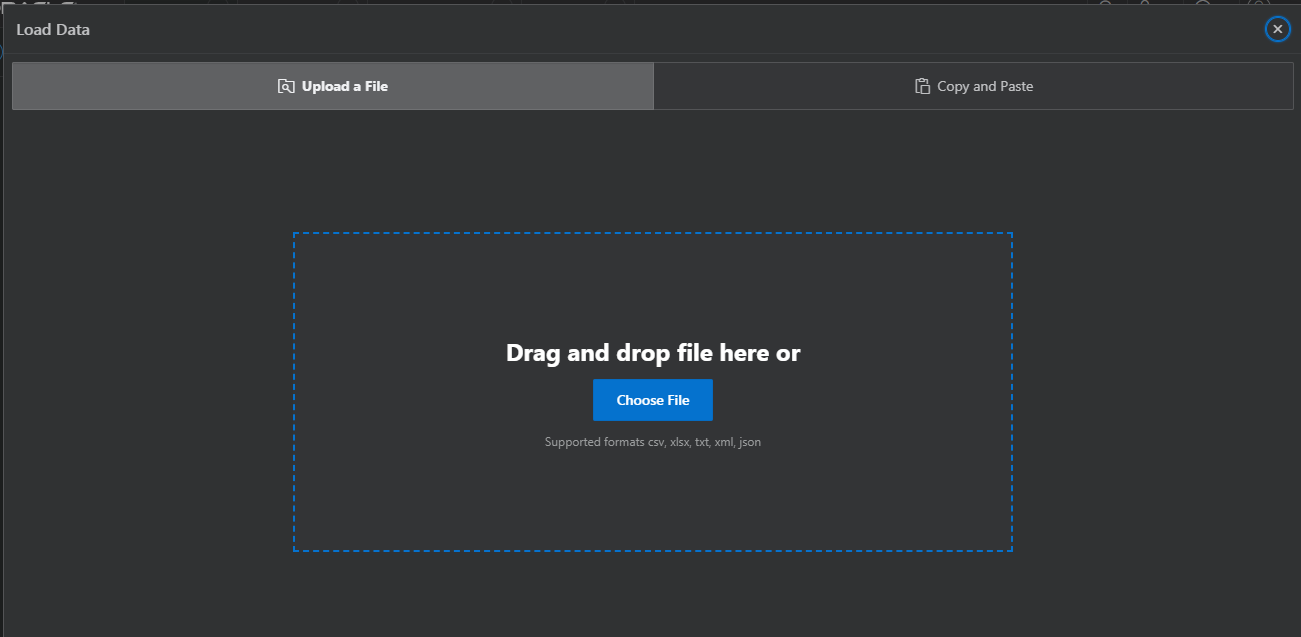 Load Data
Upload a File
Copy and Paste
Drag and drop file here or
Choose File
Supported formats csv, xlsx, txt, xml, json